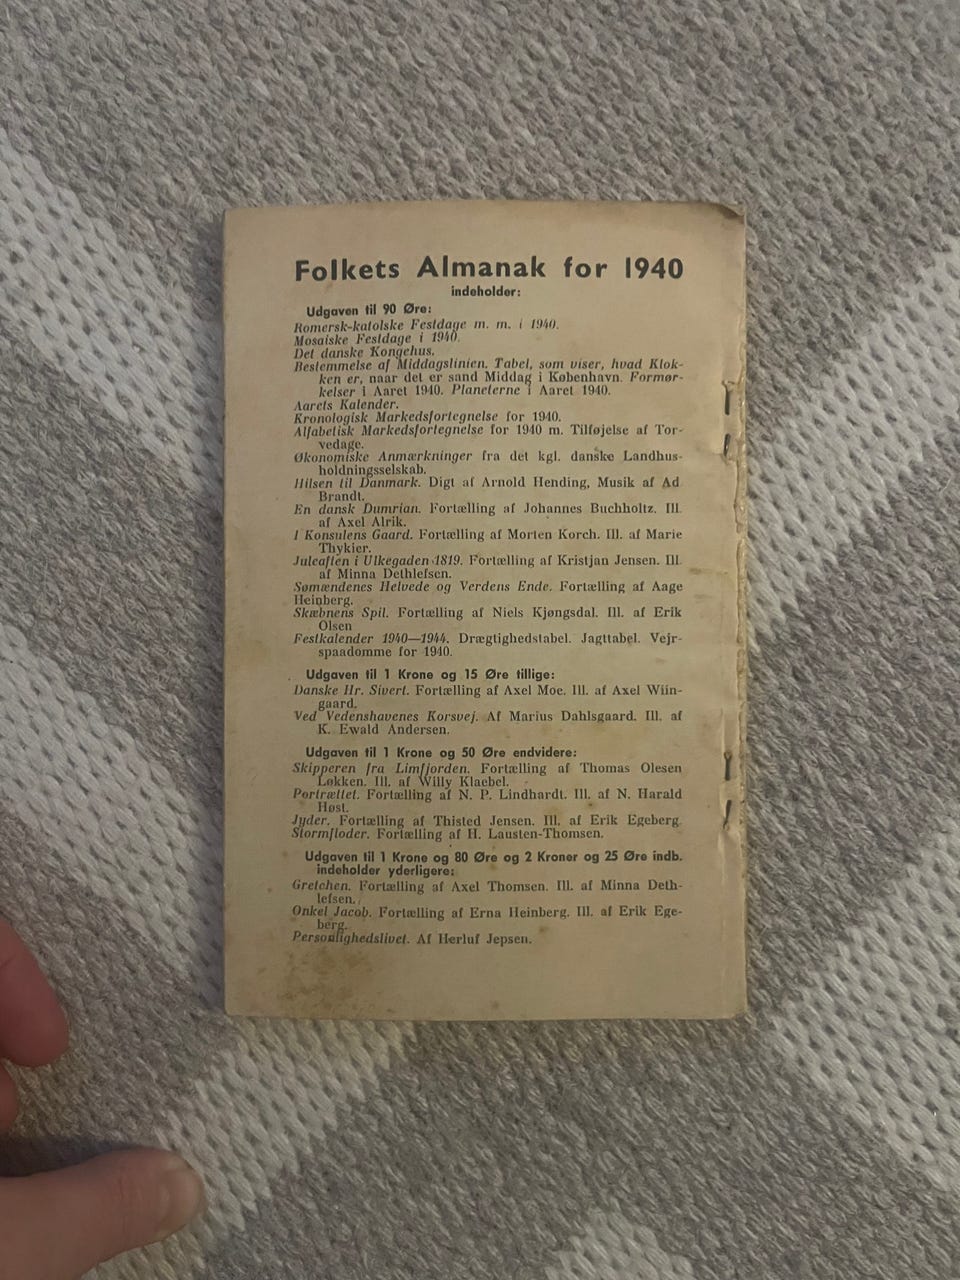 Folkets Almanak for 1940
indeholder:
Udgaven til 90 Øre:
Romersk-katolske Festdage m. m. i 1940.
Mosaiske Festdage i 1940.
Det danske Kongehus.
Bestemmelse af Middagslinien. Tabel, som viser, hvad Klok-
ken er, naar det er sand Middag i København. Formør-
kelser i Aaret 1940. Planeterne i Aaret 1940.
Aarets Kalender.
Kronologisk Markedsfortegnelse for 1940.
Alfabetisk Markedsfortegnelse for 1940 m. Tilføjelse af Tor-
vedage.
Økonomiske Anmærkninger fra det kgl. danske Landhus-
holdningsselskab.
Hilsen til Danmark. Digt af Arnold Hending, Musik af Ad
Brandt.
En dansk Dumrian. Fortælling af Johannes Buchholtz. Ill.
af Axel Alrik.
I Konsulens Gaard. Fortælling af Morten Korch. Ill. af Marie
Thykier.
Juleaften i Ulkegaden 1819. Fortælling af Kristjan Jensen. Ill.
af Minna Dethlefsen.
Sømændenes Helvede og Verdens Ende. Fortælling af Aage
Heinberg.
Skæbnens Spil. Fortælling af Niels Kjøngsdal. Ill. af Erik
Olsen
Festkalender 1940—1944. Drægtighedstabel. Jagttabel. Vejr-
spaadomme for 1940.
Udgaven til 1 Krone og 15 Øre tillige:
Danske Hr. Sivert. Fortælling af Axel Moe. Ill. af Axel Wiin-
gaard.
Ved Vedenshavenes Korsvej. Af Marius Dahlsgaard. Ill. af
K. Ewald Andersen.
Udgaven til 1 Krone og 50 Øre endvidere:
Skipperen fra Limfjorden. Fortælling af Thomas Olesen
Løkken. Ill. af Willy Klaebel.
Portrættet. Fortælling af N. P. Lindhardt. Ill. af N. Harald
Høst.
Jyder. Fortælling af Thisted Jensen. Ill. af Erik Egeberg.
Stormfloder. Fortælling af H. Lausten-Thomsen.
Udgaven til 1 Krone og 80 Øre og 2 Kroner og 25 Øre indb.
indeholder yderligere:
Gretchen. Fortælling af Axel Thomsen. Ill. af Minna Deth-
lefsen.
Onkel Jacob. Fortælling af Erna Heinberg. Ill. af Erik Ege-
berg.
Personlighedslivet. Af Herluf Jepsen.